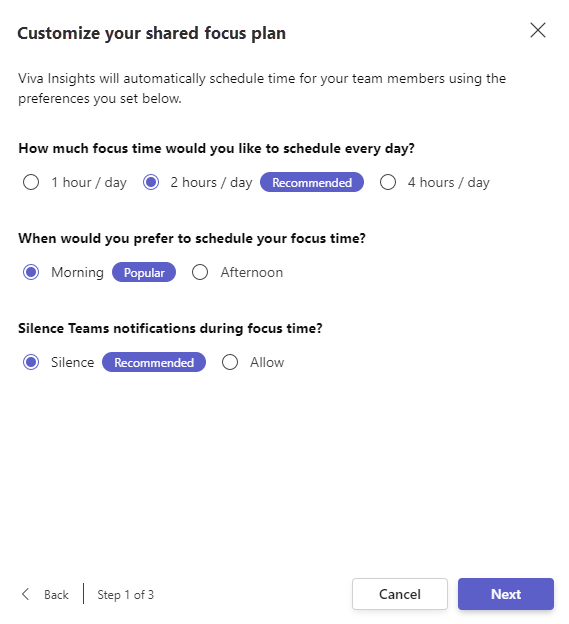 Customize your shared focus plan
Viva Insights will automatically schedule time for your team members using the
preferences you set below.
How much focus time would you like to schedule every day?
1 hour / day 2 hours / day Recommended 4 hours / day
When would you prefer to schedule your focus time?
Morning Popular Afternoon
Silence Teams notifications during focus time?
Silence Recommended Allow
Back Step 1 of 3 Cancel Next